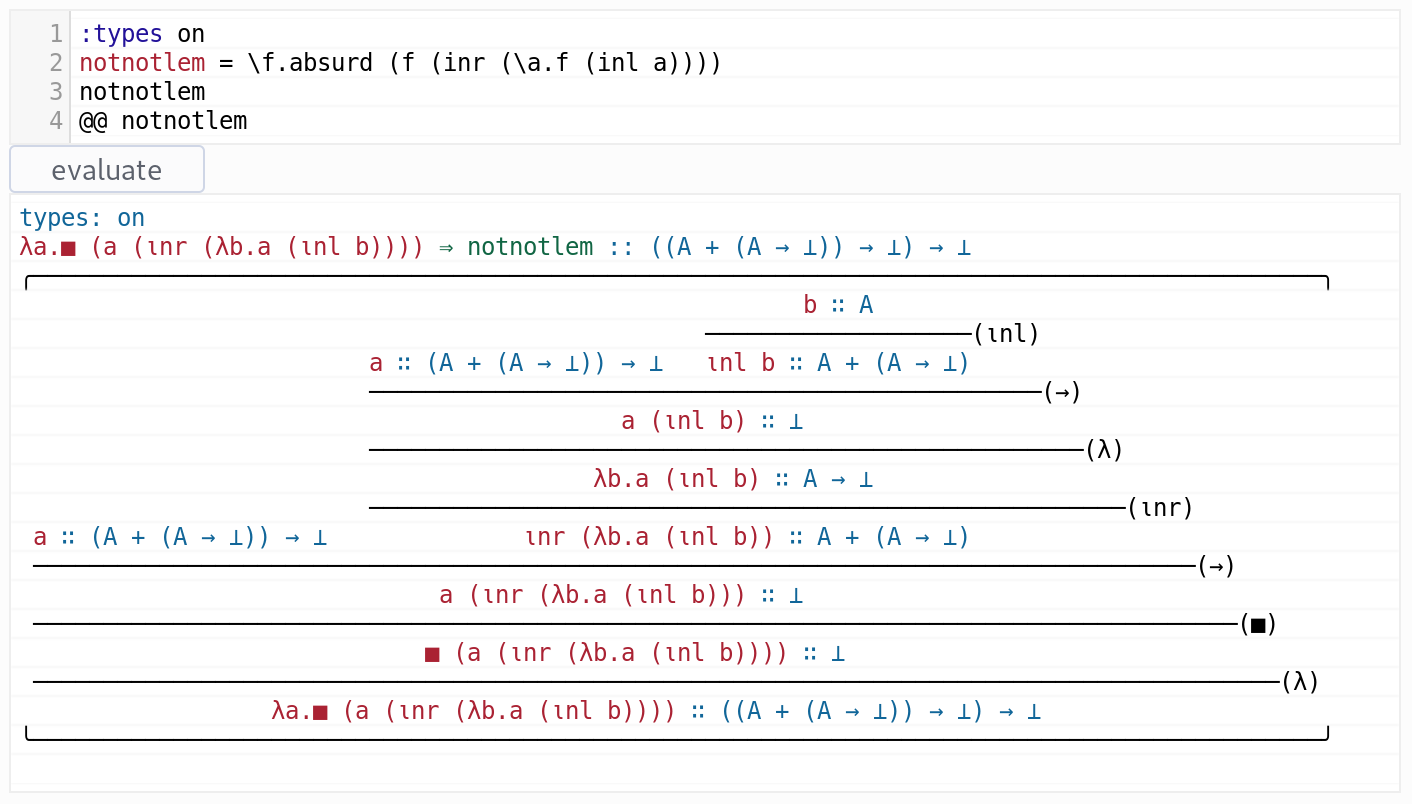 1 :types on
2 notnotlem = \f.absurd (f (inr (\a.f (inl a))))
3 notnotlem
4 @@ notnotlem
evaluate
types: on
λa.■ (a (ιnr (λb.a (ιnl b)))) ⇒ notnotlem :: ((A + (A → ⊥)) → ⊥) → ⊥
b ∷ A
(ιnl)
a ∷ (A + (A → ⊥)) → ⊥ ιnl b ∷ A + (A → ⊥)
(→)
a (ιnl b) ∷ ⊥
(λ)
λb.a (ιnl b) ∷ A → ⊥
(ιnr)
a ∷ (A + (A → ⊥)) → ⊥ ιnr (λb.a (ιnl b)) ∷ A + (A → ⊥)
(→)
a (ιnr (λb.a (ιnl b))) ∷ ⊥
(■)
■ (a (ιnr (λb.a (ιnl b)))) ∷ ⊥
(λ)
λa.■ (a (ιnr (λb.a (ιnl b)))) ∷ ((A + (A → ⊥)) → ⊥) → ⊥